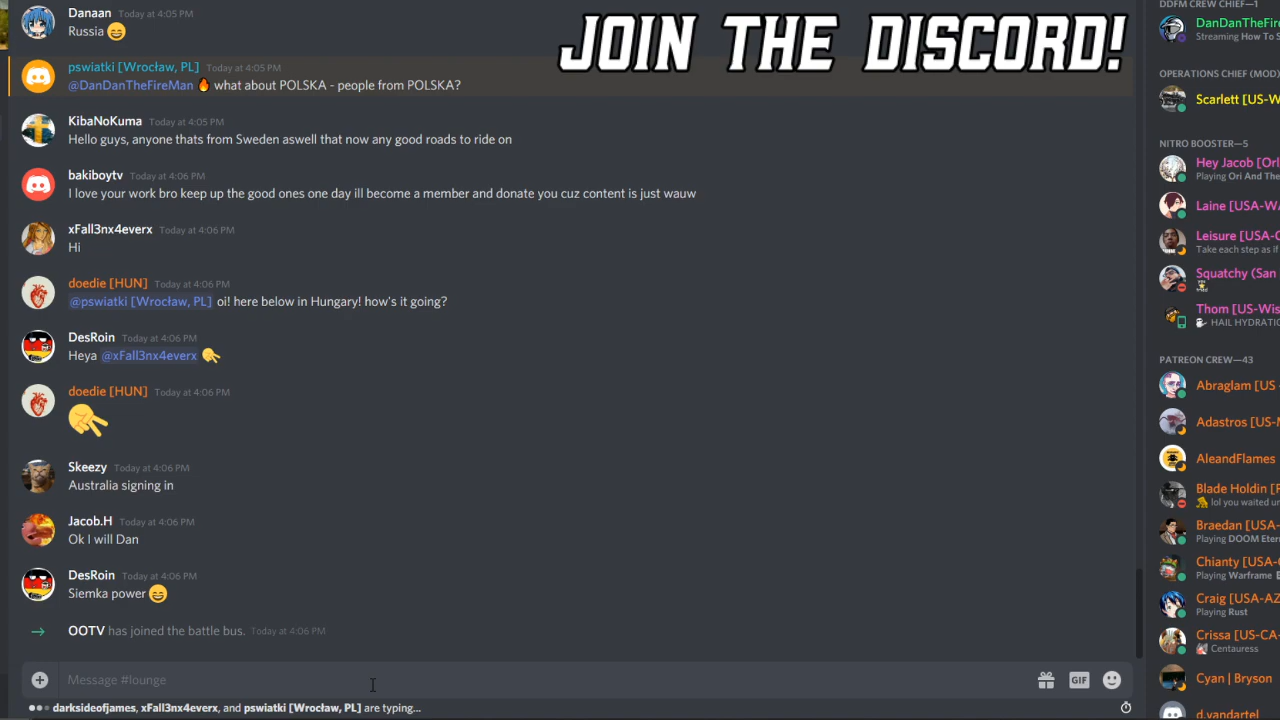 JOIN THE DISCORD!
Danaan Today at 4:05 PM
Russia 😄
pswiatki [Wrocław, PL] Today at 4:05 PM
@DanDanTheFireMan 🔥 what about POLSKA - people from POLSKA?
KibaNoKuma Today at 4:05 PM
Hello guys, anyone thats from Sweden aswell that now any good roads to ride on
bakiboytv Today at 4:06 PM
I love your work bro keep up the good ones one day ill become a member and donate you cuz content is just wauw
xFall3nx4everx Today at 4:06 PM
Hi
doedie [HUN] Today at 4:06 PM
@pswiatki [Wrocław, PL] oi! here below in Hungary! how's it going?
DesRoin Today at 4:06 PM
Heya @xFall3nx4everx
doedie [HUN] Today at 4:06 PM
Skeezy Today at 4:06 PM
Australia signing in
Jacob.H Today at 4:06 PM
Ok I will Dan
DesRoin Today at 4:06 PM
Siemka power 😄
OOTV has joined the battle bus. Today at 4:06 PM
Message #lounge
GIF
darksideofjames, xFall3nx4everx, and pswiatki [Wrocław, PL] are typing...
DDFM CREW CHIEF—1
DanDanTheFire
Streaming How To S
OPERATIONS CHIEF (MOD)
Scarlett [US-W
NITRO BOOSTER—5
Hey Jacob [Orl
Playing Ori And The
Laine [USA-WA
Leisure [USA-C
Take each step as if
Squatchy (San
Thom [US-Wis
HAIL HYDRATIO
PATREON CREW—43
Abraglam [US
Adastros [US-M
AleandFlames
Blade Holdin [F
lol you waited un
Braedan [USA-
Playing DOOM Eter
Chianty [USA-C
Playing Warframe
Craig [USA-AZ
Playing Rust
Crissa [US-CA-
Centauress
Cyan | Bryson
d.vandartel